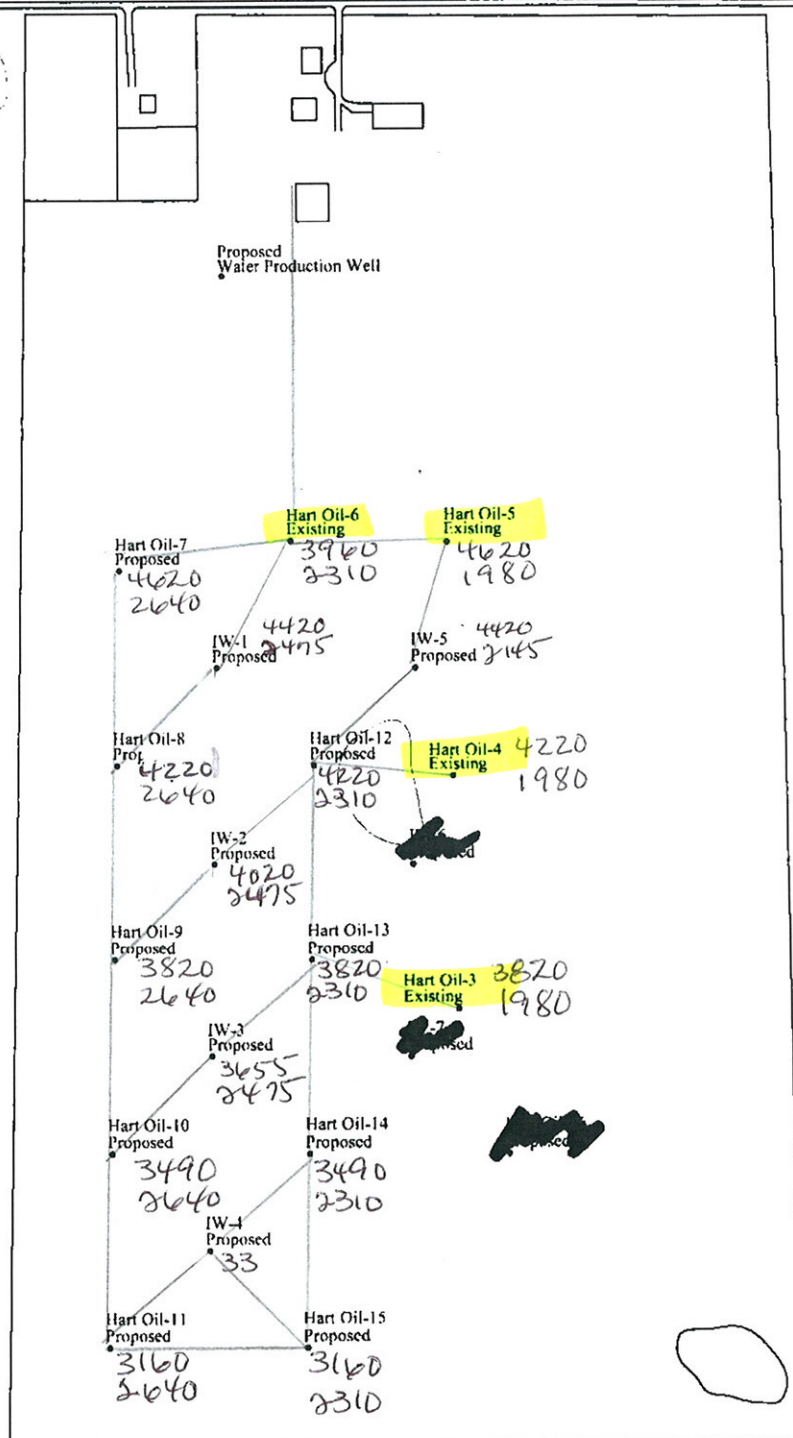 Proposed
Water Production Well
Hart Oil-6
Existing
3960
2310
Hart Oil-5
Existing
4620
1980
Hart Oil-7
Proposed
4620
2640
IW-1
Proposed
4420
2475
IW-5
Proposed
4420
2145
Hart Oil-8
Pro
4220
2640
Hart Oil-12
Proposed
4220
2310
Hart Oil-4
Existing
4220
1980
IW-2
Proposed
4020
2475
Hart Oil-9
Proposed
3820
2640
Hart Oil-13
Proposed
3820
2310
Hart Oil-3
Existing
3820
1980
IW-3
Proposed
3655
2475
Hart Oil-10
Proposed
3490
2640
Hart Oil-14
Proposed
3490
2310
IW-4
Proposed
33
Hart Oil-11
Proposed
3160
2640
Hart Oil-15
Proposed
3160
2310